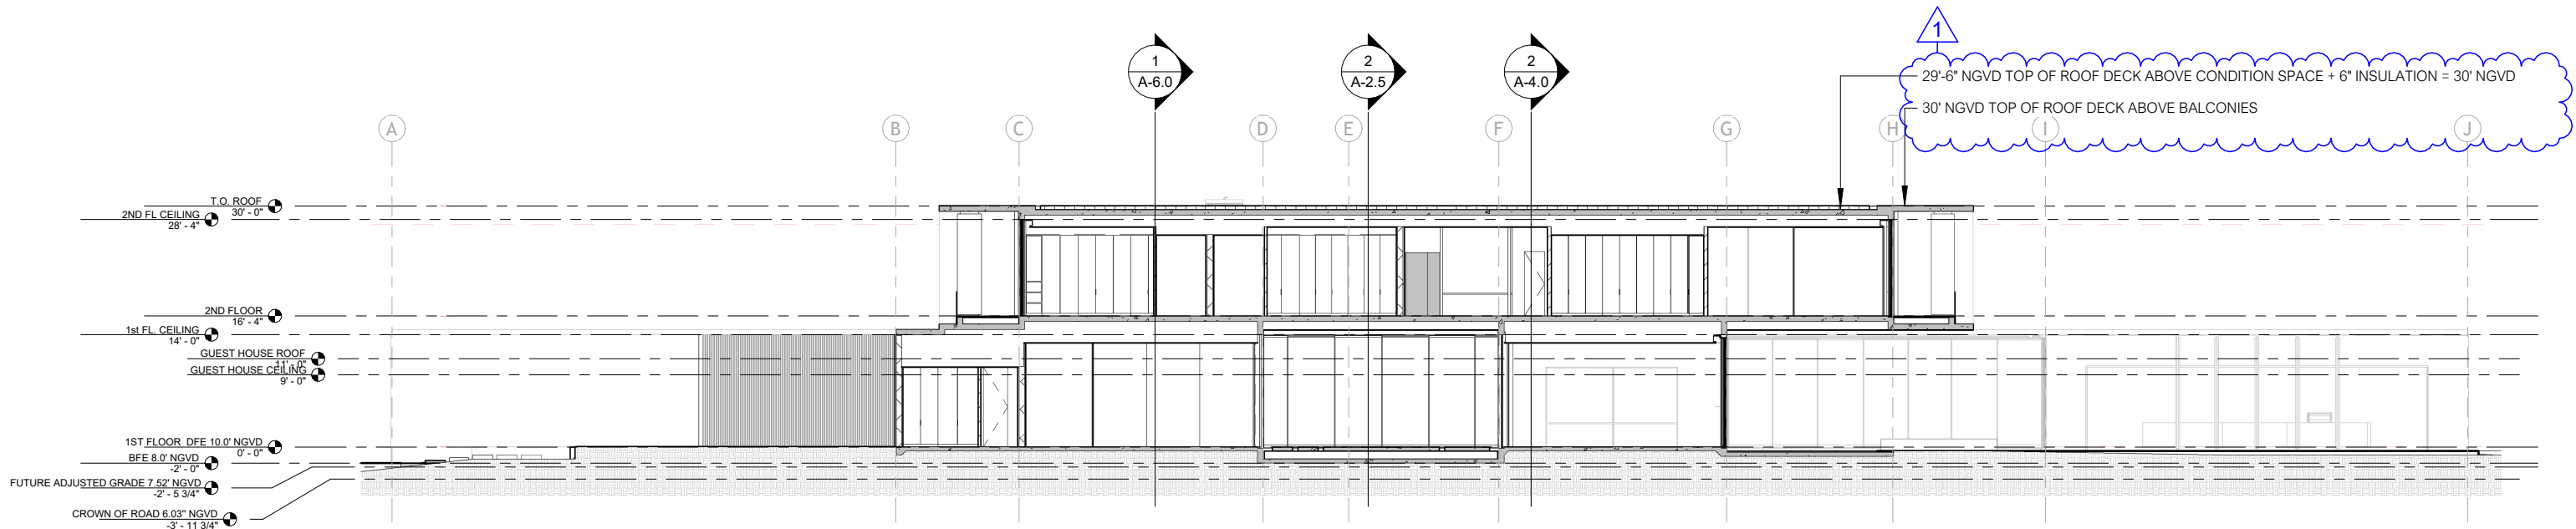 1
29'-6" NGVD TOP OF ROOF DECK ABOVE CONDITION SPACE + 6" INSULATION = 30' NGVD
30' NGVD TOP OF ROOF DECK ABOVE BALCONIES
1
A-6.0
2
A-2.5
2
A-4.0
A
B
C
D
E
F
G
H
I
J
T.O. ROOF
30' - 0"
2ND FL CEILING
28' - 4"
2ND FLOOR
16' - 4"
1st FL. CEILING
14' - 0"
GUEST HOUSE ROOF
11' - 0"
GUEST HOUSE CEILING
9' - 0"
1ST FLOOR DFE 10.0' NGVD
0' - 0"
BFE 8.0' NGVD
-2' - 0"
FUTURE ADJUSTED GRADE 7.52' NGVD
-2' - 5 3/4"
CROWN OF ROAD 6.03" NGVD
-3' - 11 3/4"